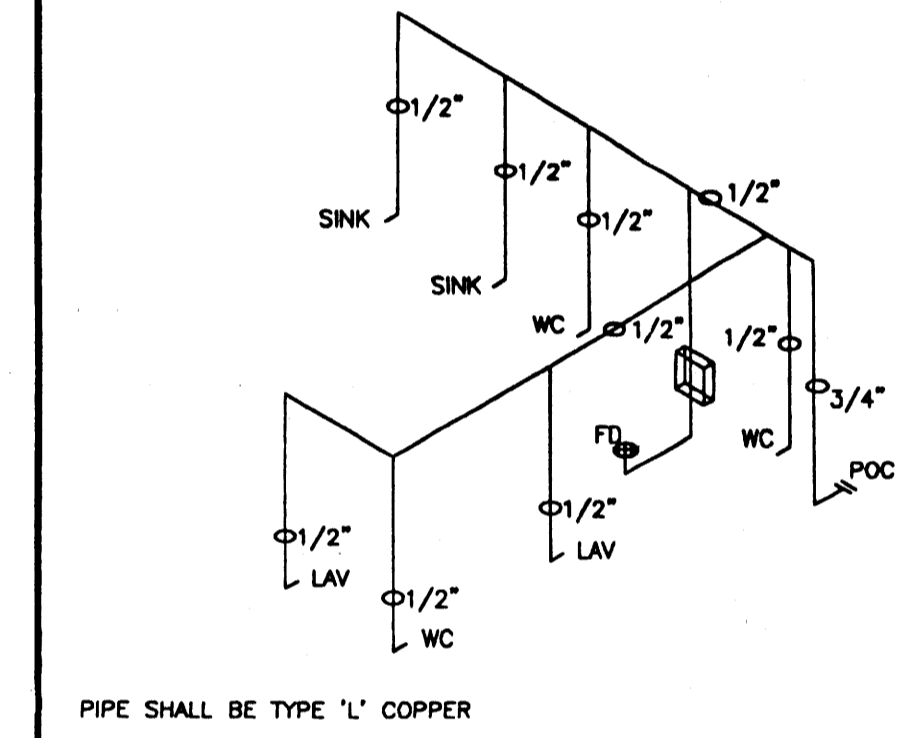 1/2"
1/2"
1/2"
SINK
1/2"
SINK
WC
1/2"
1/2"
3/4"
FD
WC
POC
1/2"
LAV
1/2"
LAV
1/2"
WC
PIPE SHALL BE TYPE 'L' COPPER